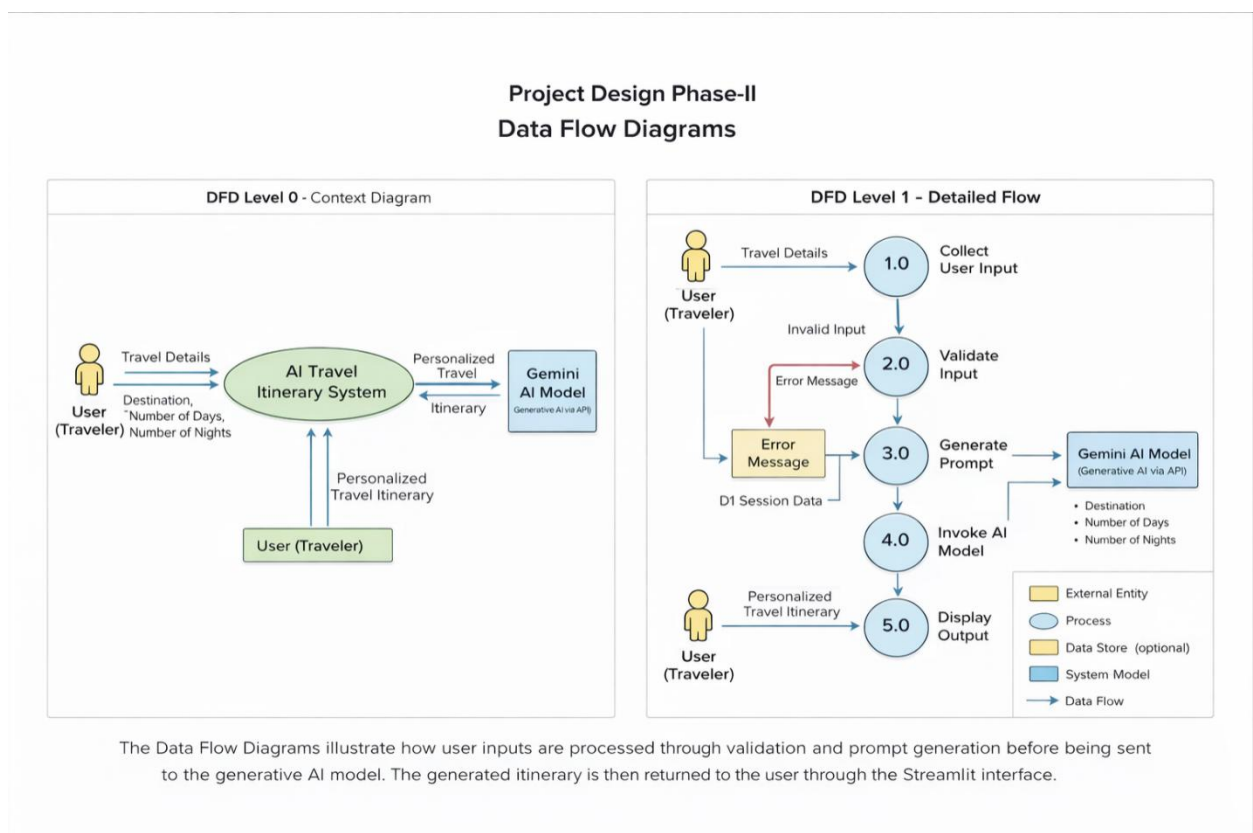 Project Design Phase-II
Data Flow Diagrams
DFD Level 0 - Context Diagram
Travel Details
Destination,
"Number of Days,
Number of Nights
User
(Traveler)
AI Travel
Itinerary System
Personalized
Travel
Itinerary
Gemini
AI Model
Generative AI via API)
Personalized
Travel Itinerary
User (Traveler)
DFD Level 1 - Detailed Flow
User
(Traveler)
Travel Details
1.0
Collect
User Input
Invalid Input
2.0
Validate
Input
Error Message
Error
Message
D1 Session Data
3.0
Generate
Prompt
Gemini AI Model
(Generative AI via API)
• Destination
• Number of Days
• Number of Nights
4.0
Invoke AI
Model
Personalized
Travel Itinerary
User
(Traveler)
5.0
Display
Output
External Entity
Process
Data Store (optional)
System Model
Data Flow
The Data Flow Diagrams illustrate how user inputs are processed through validation and prompt generation before being sent
to the generative AI model. The generated itinerary is then returned to the user through the Streamlit interface.